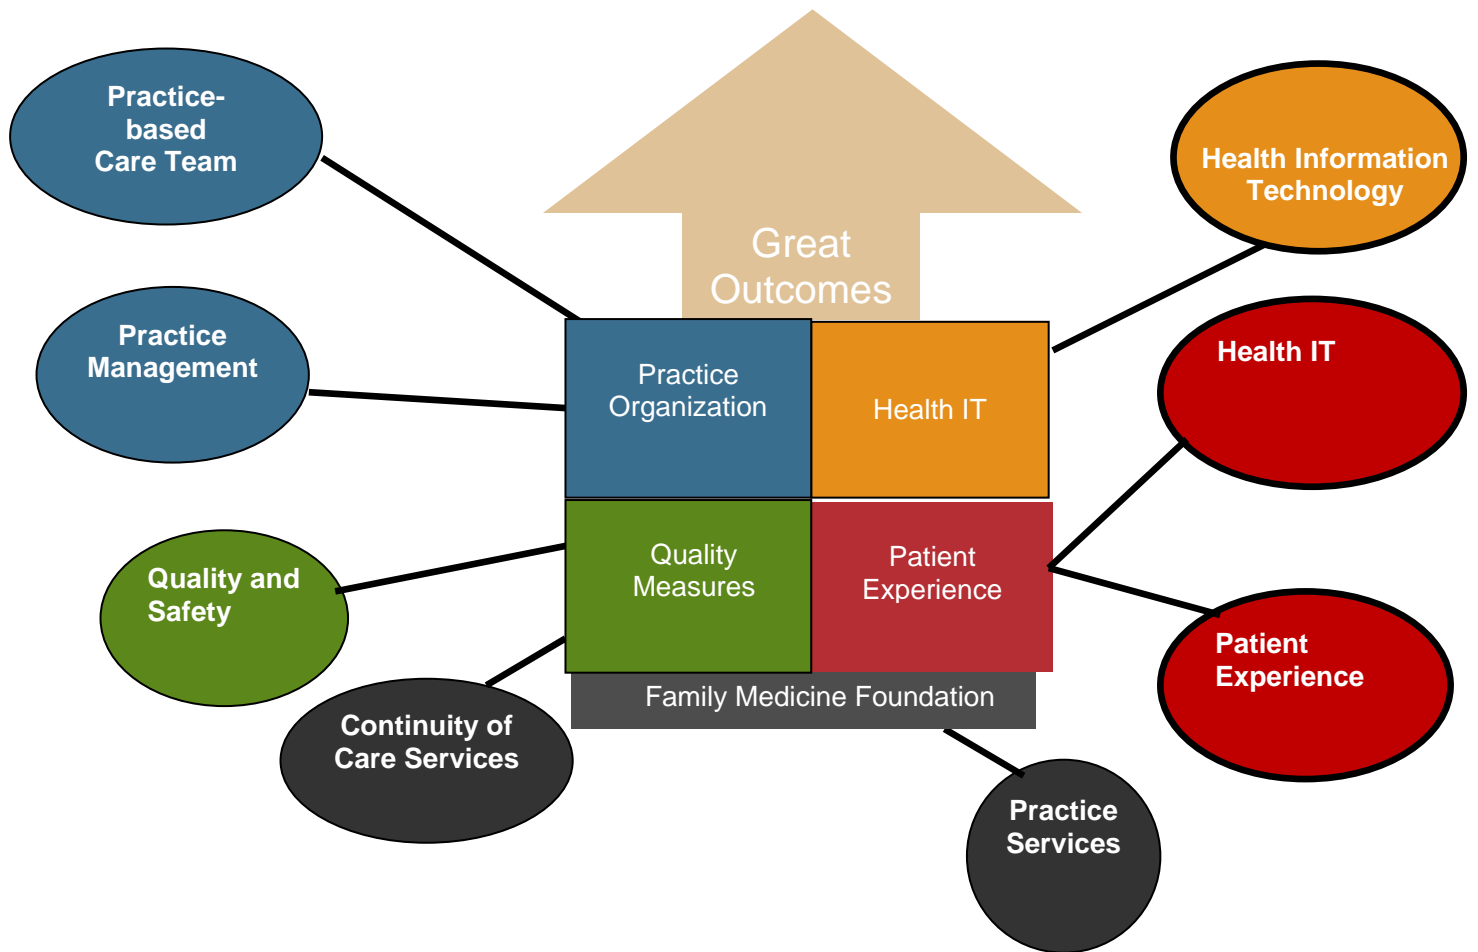 Practice-
based
Care Team
Health Information
Technology
Great
Outcomes
Practice
Management
Health IT
Practice
Organization
Health IT
Quality and
Safety
Quality
Measures
Patient
Experience
Patient
Experience
Family Medicine Foundation
Continuity of
Care Services
Practice
Services